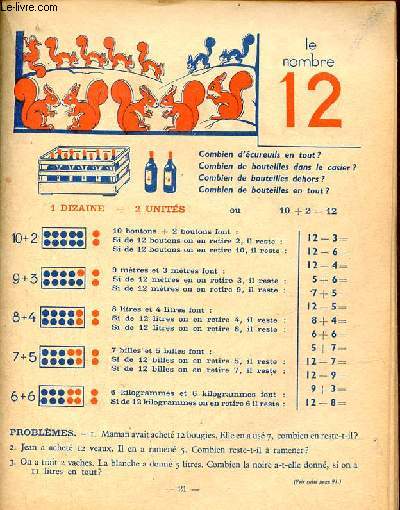 le-livre.com
le
nombre
12
Combien d'écureuils en tout ?
Combien de bouteilles dans le casier ?
Combien de bouteilles dehors ?
Combien de bouteilles en tout ?
1 DIZAINE — 2 UNITÉS ou 10 + 2 = 12
10+2
10 boutons + 2 boutons font :
Si de 12 boutons on en retire 2, il reste :
Si de 12 boutons on en retire 10, il reste :
9+3
9 mètres et 3 mètres font :
Si de 12 mètres on en retire 3, il reste :
Si de 12 mètres on en retire 9, il reste :
8+4
8 litres et 4 litres font :
Si de 12 litres on en retire 4, il reste :
Si de 12 litres on en retire 8, il reste :
7+5
7 billes et 5 billes font :
Si de 12 billes on en retire 5, il reste :
Si de 12 billes on en retire 7, il reste :
6+6
6 kilogrammes et 6 kilogrammes font :
Si de 12 kilogrammes on en retire 6 il reste :
12 — 3 =
12 — 6
12 — 4 =
5 — 6 =
7 + 5
12 — 5
8 + 4 =
6 + 6
5 | 7 =
12 — 7 =
12 — 9
9 | 3 =
12 — 8 =
PROBLÈMES. — 1. Maman avait acheté 12 bougies. Elle en a usé 7, combien en reste-t-il ?
2. Jean a acheté 12 veaux. Il en a ramené 5. Combien reste-t-il à ramener ?
3. On a trait 2 vaches. La blanche a donné 5 litres. Combien la noire a-t-elle donné, si on a
11 litres en tout ?